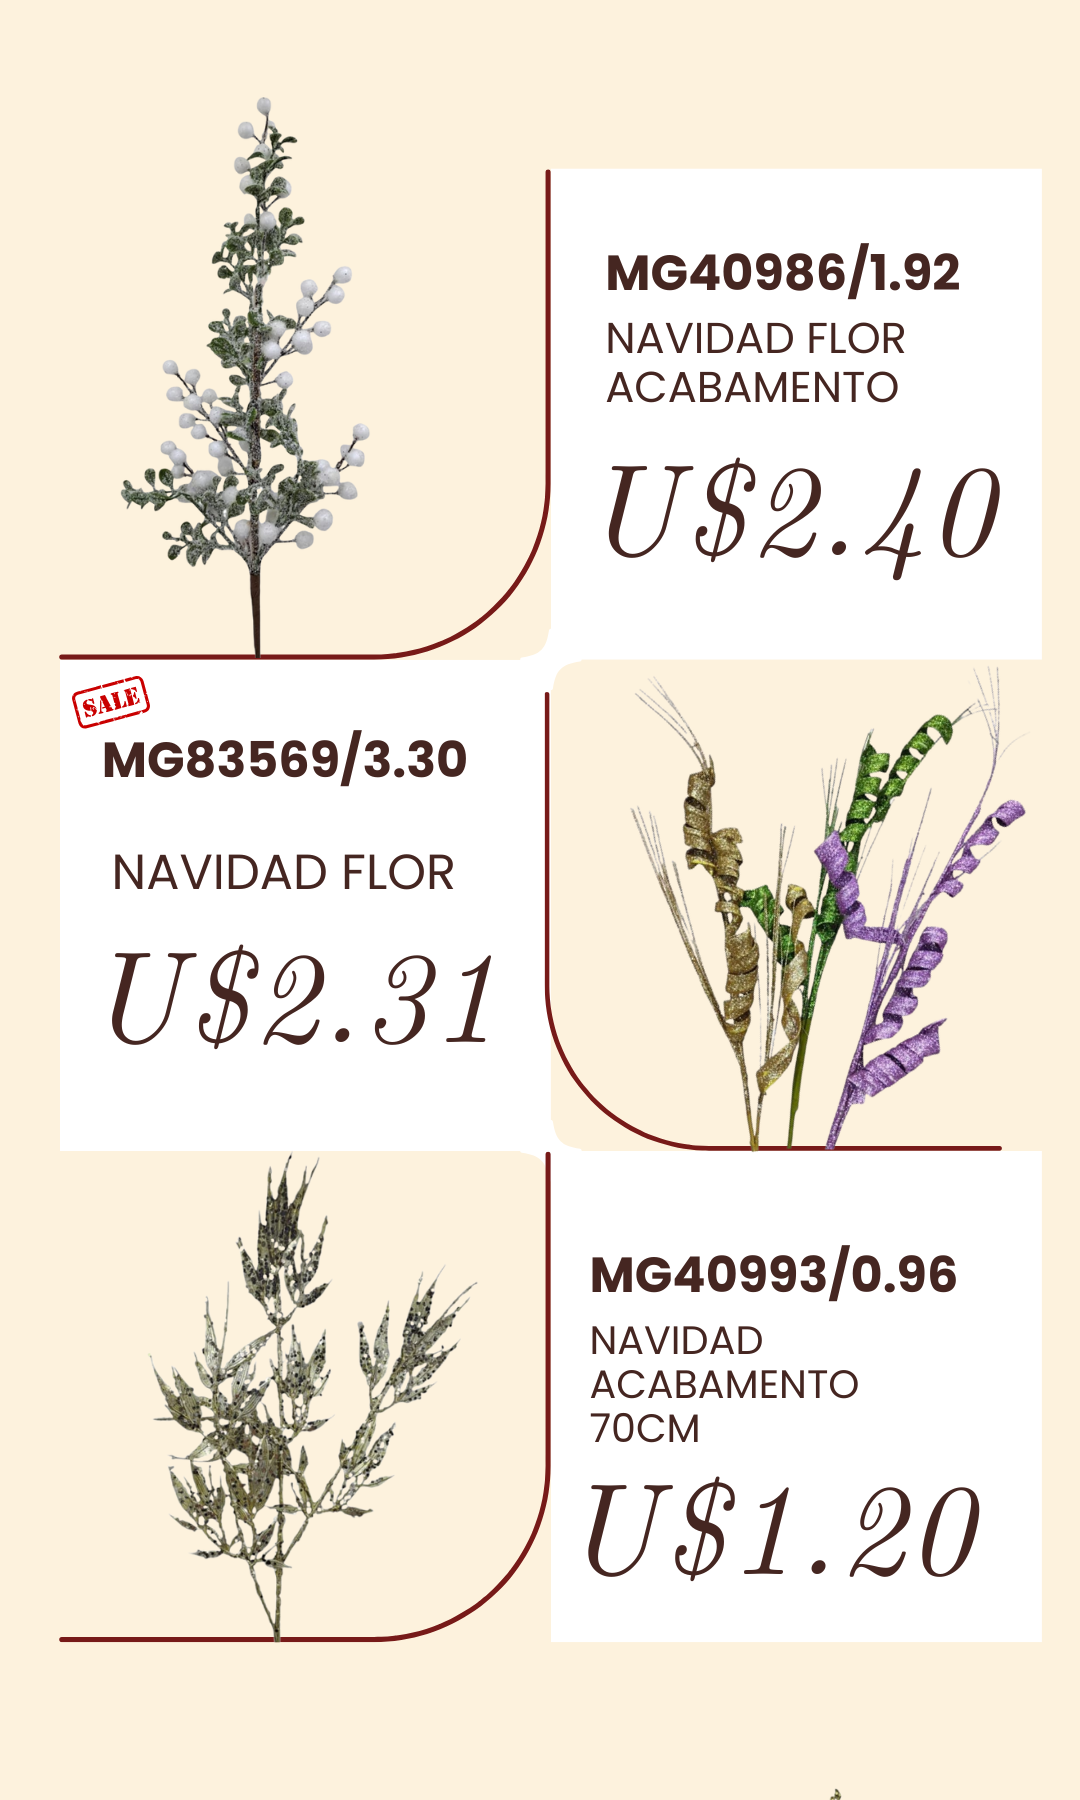 MG40986/1.92
NAVIDAD FLOR
ACABAMENTO
U$2.40
SALE
MG83569/3.30
NAVIDAD FLOR
U$2.31
MG40993/0.96
NAVIDAD
ACABAMENTO
70CM
U$1.20